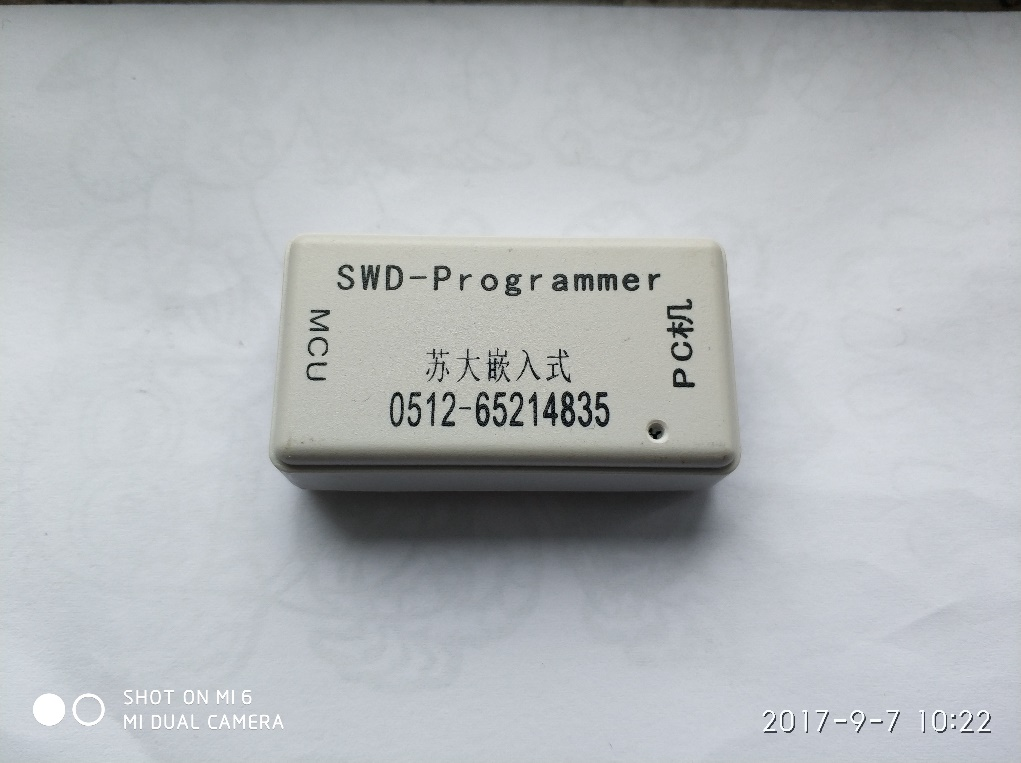 SWD-Programmer
MCU
PC机
苏大嵌入式
0512-65214835
SHOT ON MI 6
MI DUAL CAMERA
2017-9-7 10:22